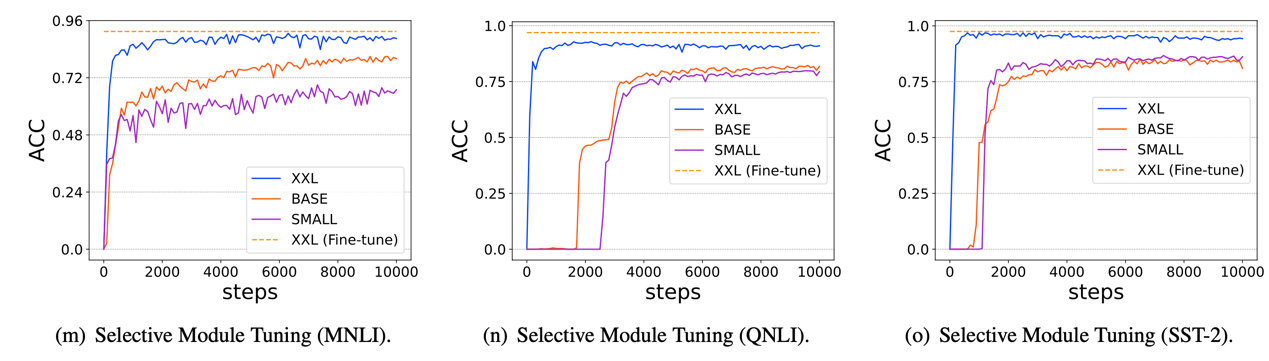 0.96
0.72
0.48
0.24
0.0
ACC
XXL
BASE
SMALL
XXL (Fine-tune)
0 2000 4000 6000 8000 10000
steps
(m) Selective Module Tuning (MNLI).
1.0
0.75
0.5
0.25
0.0
ACC
XXL
BASE
SMALL
XXL (Fine-tune)
0 2000 4000 6000 8000 10000
steps
(n) Selective Module Tuning (QNLI).
1.0
0.75
0.5
0.25
0.0
ACC
XXL
BASE
SMALL
XXL (Fine-tune)
0 2000 4000 6000 8000 10000
steps
(o) Selective Module Tuning (SST-2).